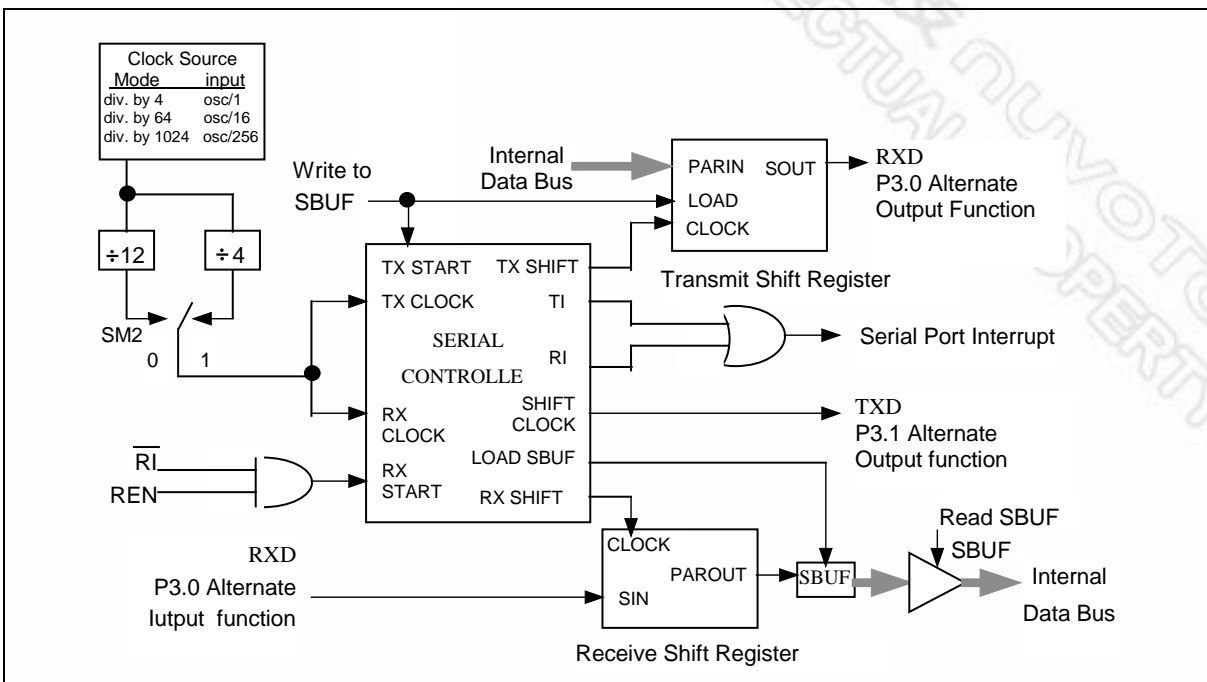 Clock Source
Mode input
div. by 4 osc/1
div. by 64 osc/16
div. by 1024 osc/256
÷12
÷4
SM2
0 1
Write to
SBUF
Internal
Data Bus
PARIN SOUT
LOAD
CLOCK
RXD
P3.0 Alternate
Output Function
Transmit Shift Register
TX START TX SHIFT
TX CLOCK TI
SERIAL
RI
CONTROLLE
RX
CLOCK
SHIFT
CLOCK
LOAD SBUF
RX
START
RX SHIFT
Serial Port Interrupt
TXD
P3.1 Alternate
Output function
RI
REN
RXD
P3.0 Alternate
Iutput function
CLOCK
PAROUT
SIN
Receive Shift Register
SBUF
Read SBUF
SBUF
Internal
Data Bus
NUVOTO